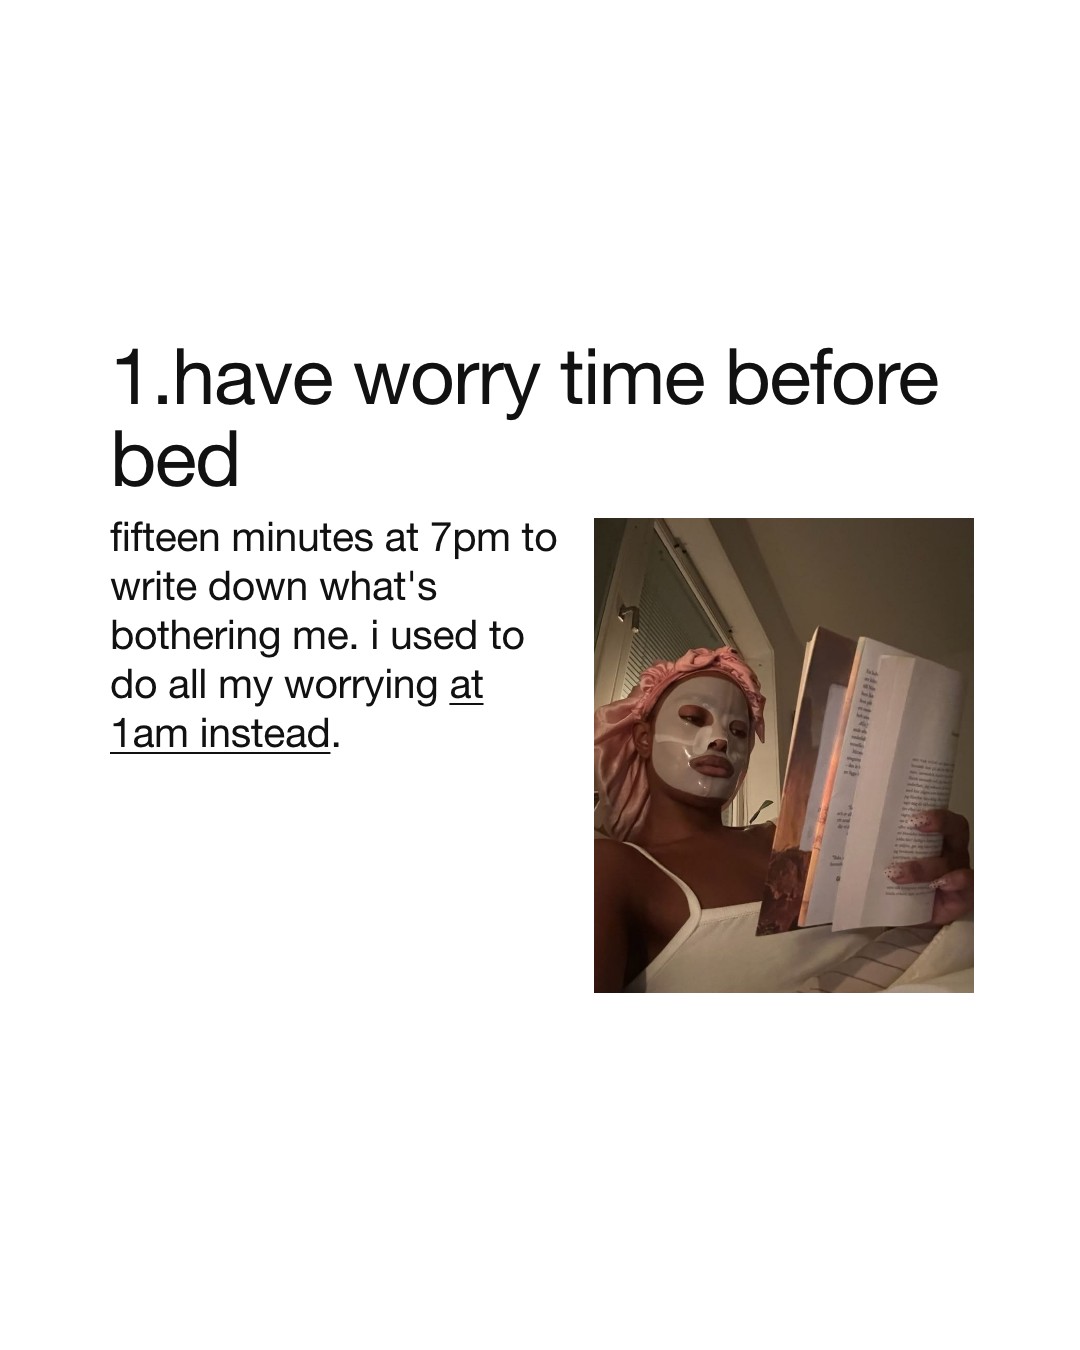 1.have worry time before
bed
fifteen minutes at 7pm to
write down what's
bothering me. i used to
do all my worrying at
1am instead.